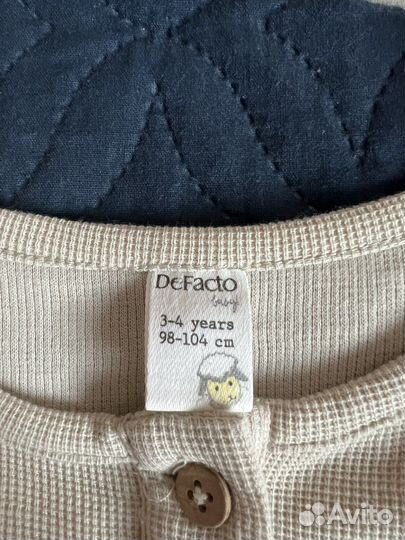 DeFacto
baby
3-4 years
98-104 cm
Avito